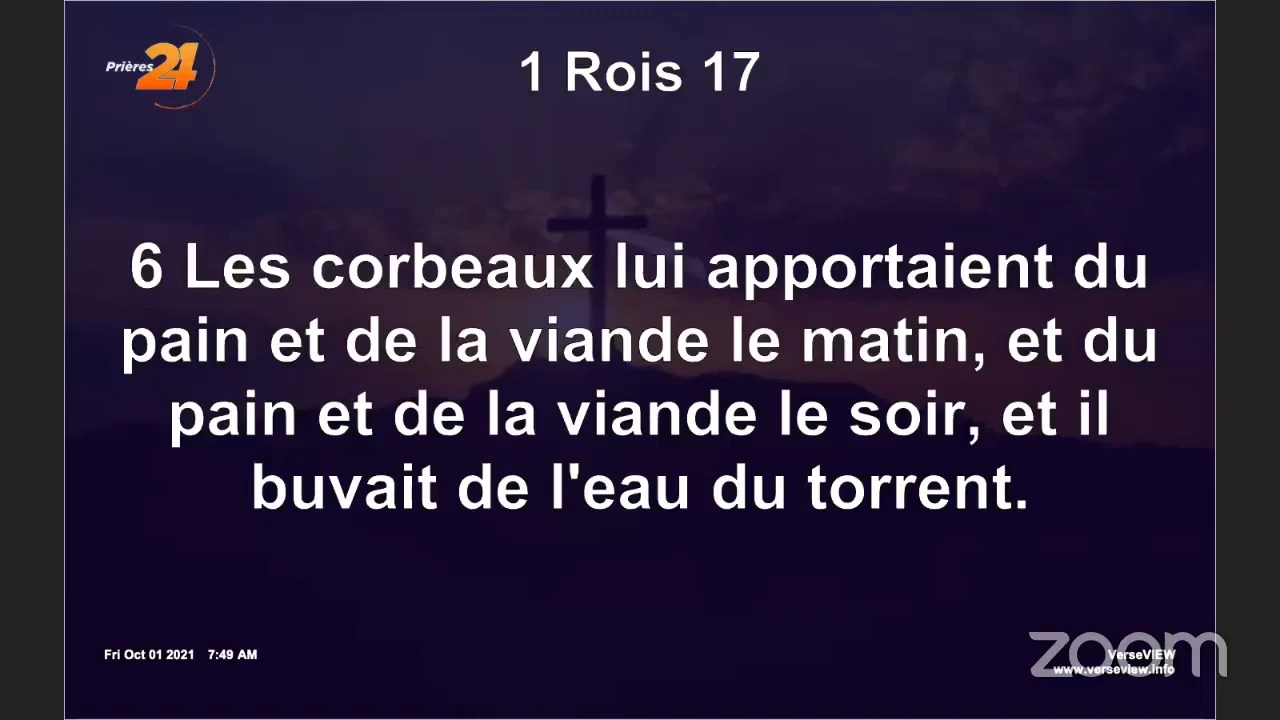 Prières 24
1 Rois 17
6 Les corbeaux lui apportaient du
pain et de la viande le matin, et du
pain et de la viande le soir, et il
buvait de l'eau du torrent.
Fri Oct 01 2021 7:49 AM
zoom
VerseVIEW
www.verseview.info